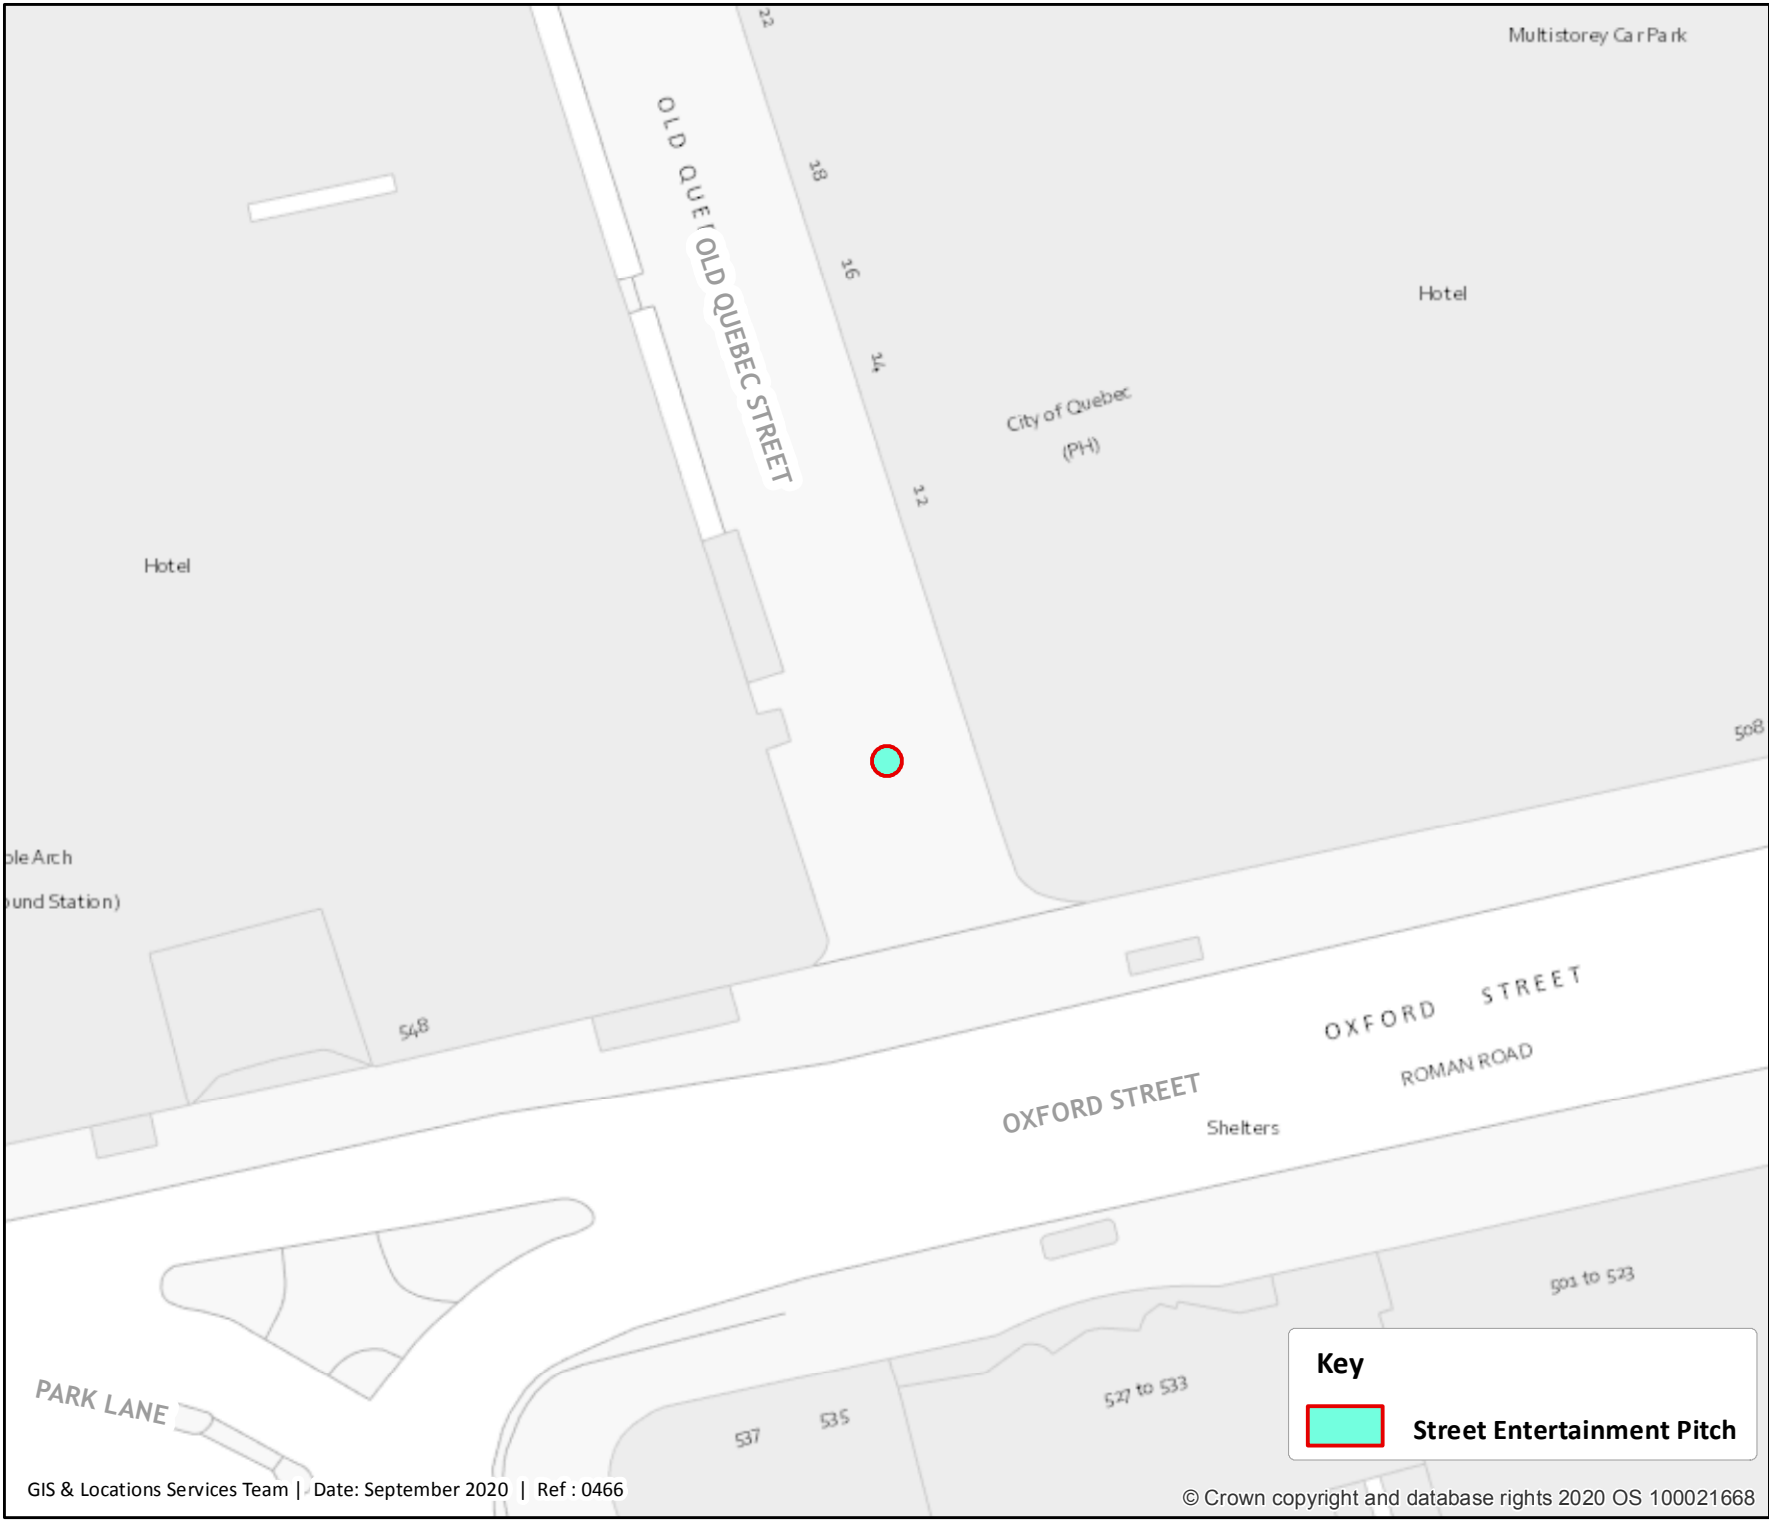 22
Multistorey Car Park
OLD QUE
18
OLD QUEBEC STREET
16
Hotel
14
City of Quebec
(PH)
12
Hotel
508
ole Arch
ound Station)
548
OXFORD STREET
ROMAN ROAD
OXFORD STREET
Shelters
501 to 523
527 to 533
535
537
PARK LANE
Key
Street Entertainment Pitch
GIS & Locations Services Team | Date: September 2020 | Ref : 0466
© Crown copyright and database rights 2020 OS 100021668